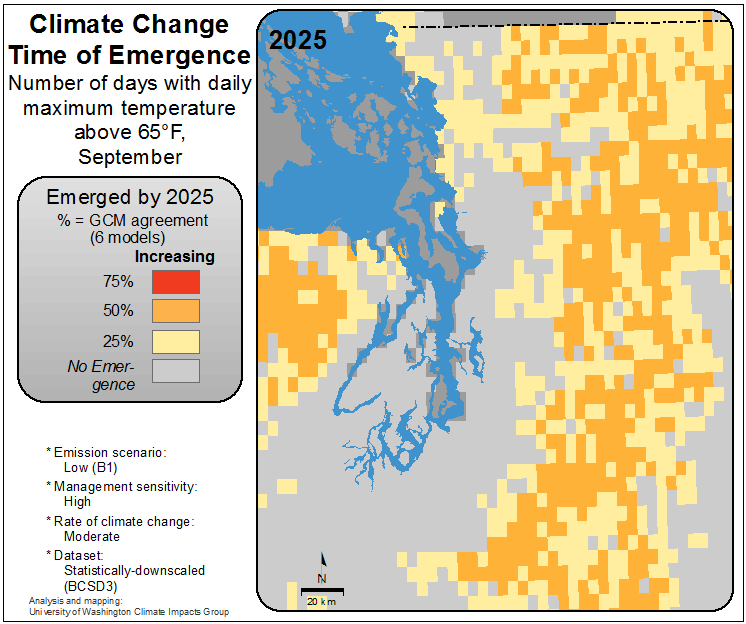 Climate Change
Time of Emergence
Number of days with daily
maximum temperature
above 65°F,
September
Emerged by 2025
% = GCM agreement
(6 models)
Increasing
75%
50%
25%
No Emer-
gence
* Emission scenario:
Low (B1)
* Management sensitivity:
High
* Rate of climate change:
Moderate
* Dataset:
Statistically-downscaled
(BCSD3)
Analysis and mapping:
University of Washington Climate Impacts Group
2025
N
20 km